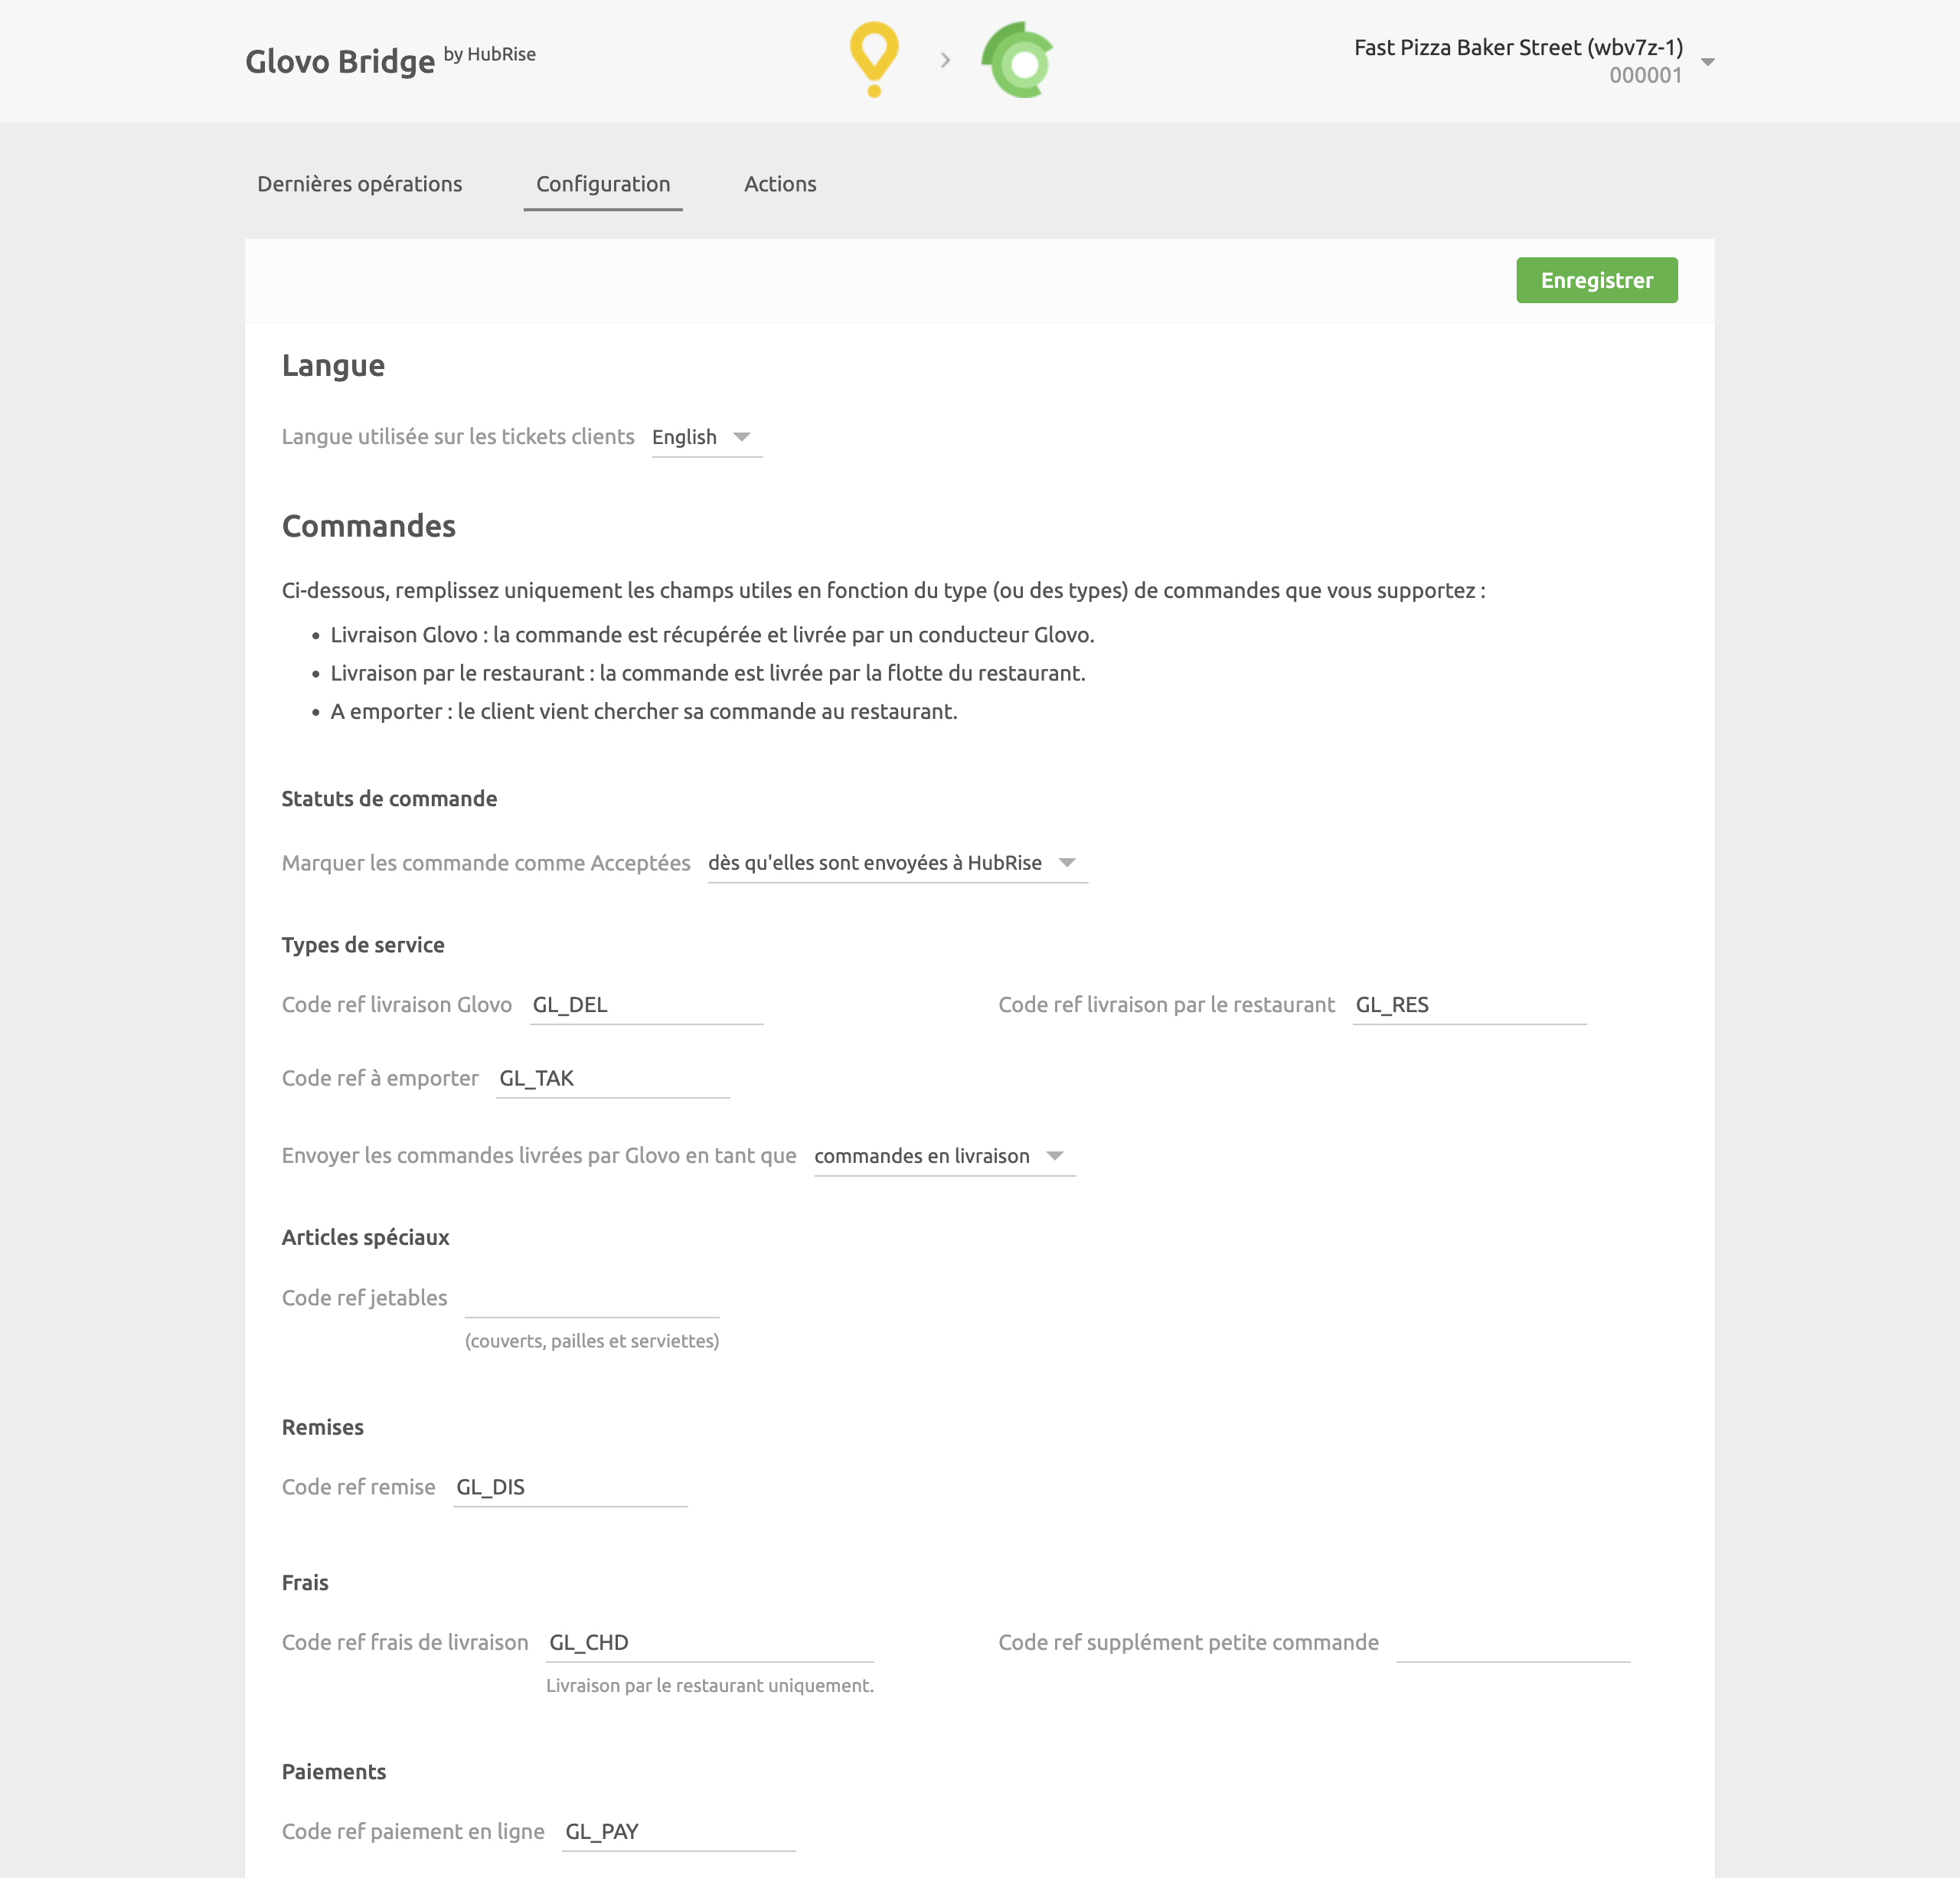 Glovo Bridge by HubRise
Fast Pizza Baker Street (wbv7z-1)
000001
Dernières opérations
Configuration
Actions
Enregistrer
Langue
Langue utilisée sur les tickets clients English
Commandes
Ci-dessous, remplissez uniquement les champs utiles en fonction du type (ou des types) de commandes que vous supportez :
• Livraison Glovo : la commande est récupérée et livrée par un conducteur Glovo.
• Livraison par le restaurant : la commande est livrée par la flotte du restaurant.
• A emporter : le client vient chercher sa commande au restaurant.
Statuts de commande
Marquer les commande comme Acceptées dès qu'elles sont envoyées à HubRise
Types de service
Code ref livraison Glovo GL_DEL
Code ref livraison par le restaurant GL_RES
Code ref à emporter GL_TAK
Envoyer les commandes livrées par Glovo en tant que commandes en livraison
Articles spéciaux
Code ref jetables
(couverts, pailles et serviettes)
Remises
Code ref remise GL_DIS
Frais
Code ref frais de livraison GL_CHD
Livraison par le restaurant uniquement.
Code ref supplément petite commande
Paiements
Code ref paiement en ligne GL_PAY